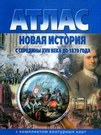 АТЛАС
НОВАЯ ИСТОРИЯ
С СЕРЕДИНЫ XVII ВЕКА ДО 1870 ГОДА
С КОМПЛЕКТОМ КОНТУРНЫХ КАРТ